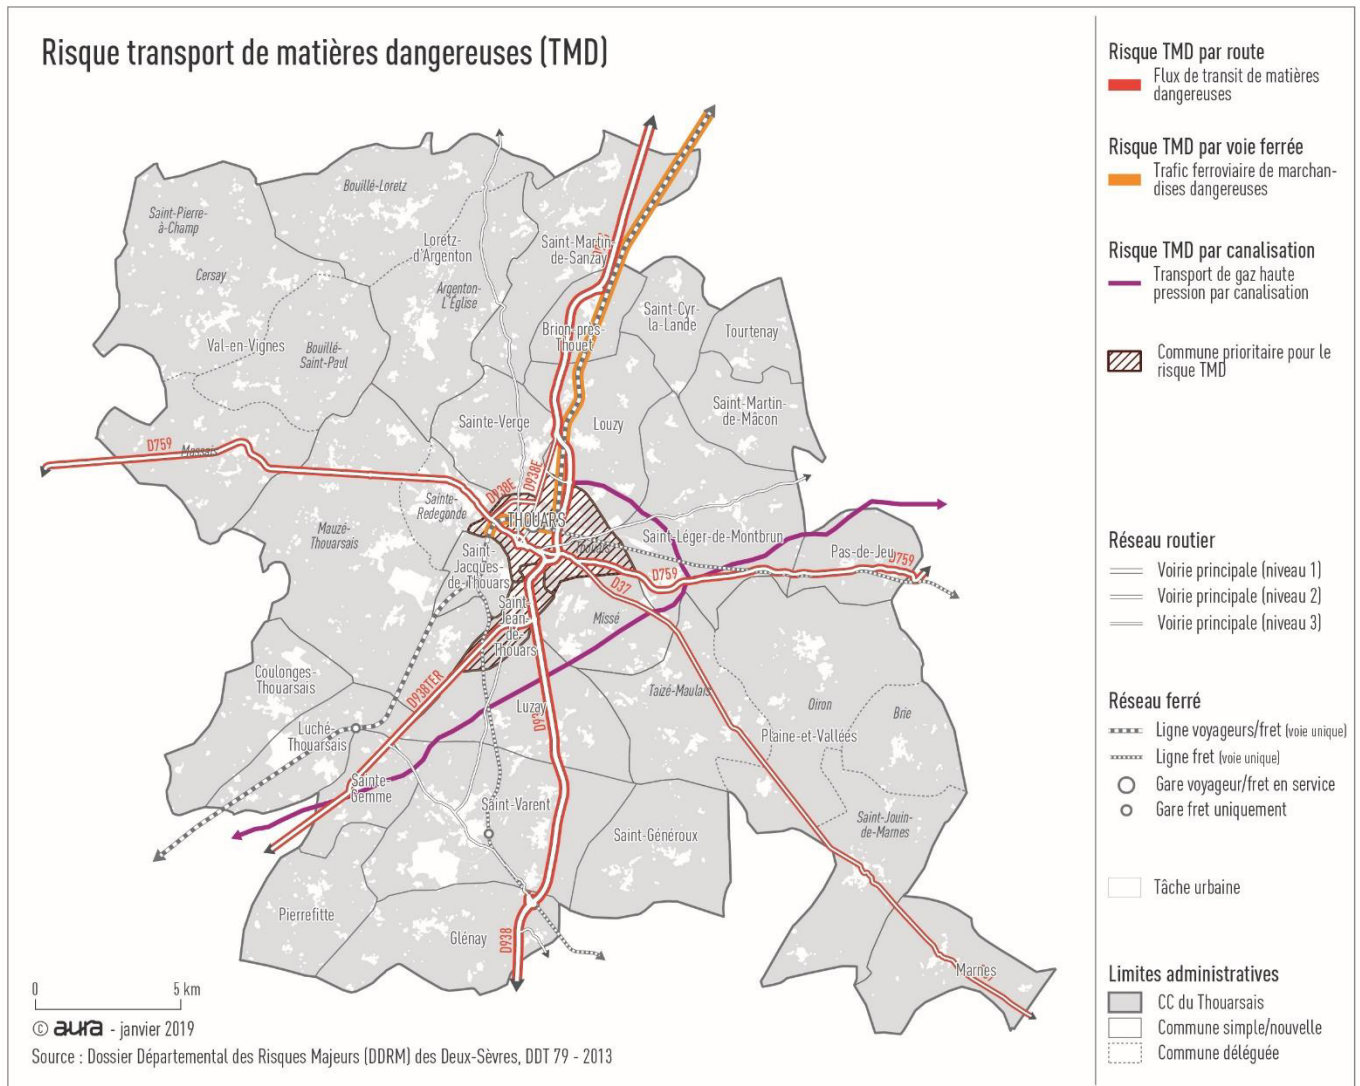 Risque transport de matières dangereuses (TMD)
Bouillé-Loretz
Saint-Pierre-
à-Champ
Cersay
Loretz-
d'Argenton
Argenton-
L'Église
Saint-Martin-
de-Sanzay
Val-en-Vignes
Bouillé-
Saint-Paul
Brion-près-
Thouet
Saint-Cyr-
la-Lande
Tourtenay
Saint-Martin-
de-Mâcon
Sainte-Verge
Louzy
D759
Massais
D938E
D938E
Sainte-
Radegonde
THOUARS
Thouars
Mauzé-
Thouarsais
Saint-
Jacques-
de-Thouars
Saint-Léger-de-Montbrun
Pas-de-Jeu
D759
D759
D37
Saint-
Jean-
de-
Thouars
Missé
Coulonges-
Thouarsais
D938TER
Luzay
Taizé-Maulais
Oiron
Brie
Plaine-et-Vallées
Luché-
Thouarsais
Sainte-
Gemme
Saint-Varent
Saint-Généroux
Saint-Jouin-
de-Marnes
Pierrefitte
Glénay
D938
Marnes
0
5 km
© aura - janvier 2019
Source : Dossier Départemental des Risques Majeurs (DDRM) des Deux-Sèvres, DDT 79 - 2013
Risque TMD par route
Flux de transit de matières
dangereuses
Risque TMD par voie ferrée
Trafic ferroviaire de marchan-
dises dangereuses
Risque TMD par canalisation
Transport de gaz haute
pression par canalisation
Commune prioritaire pour le
risque TMD
Réseau routier
Voirie principale (niveau 1)
Voirie principale (niveau 2)
Voirie principale (niveau 3)
Réseau ferré
Ligne voyageurs/fret (voie unique)
Ligne fret (voie unique)
Gare voyageur/fret en service
Gare fret uniquement
Tâche urbaine
Limites administratives
CC du Thouarsais
Commune simple/nouvelle
Commune déléguée